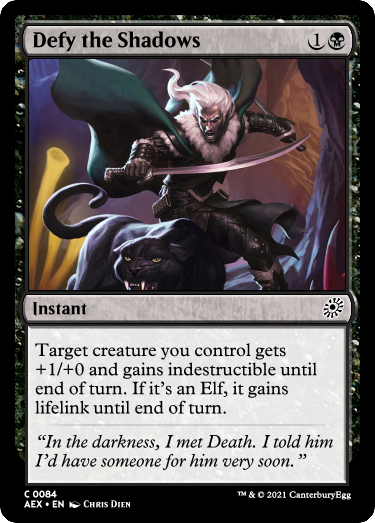 Defy the Shadows 1
Instant
Target creature you control gets
+1/+0 and gains indestructible until
end of turn. If it's an Elf, it gains
lifelink until end of turn.
“In the darkness, I met Death. I told him
I'd have someone for him very soon.”
C 0084
AEX • EN Chris Dien
™ & © 2021 CanterburyEgg